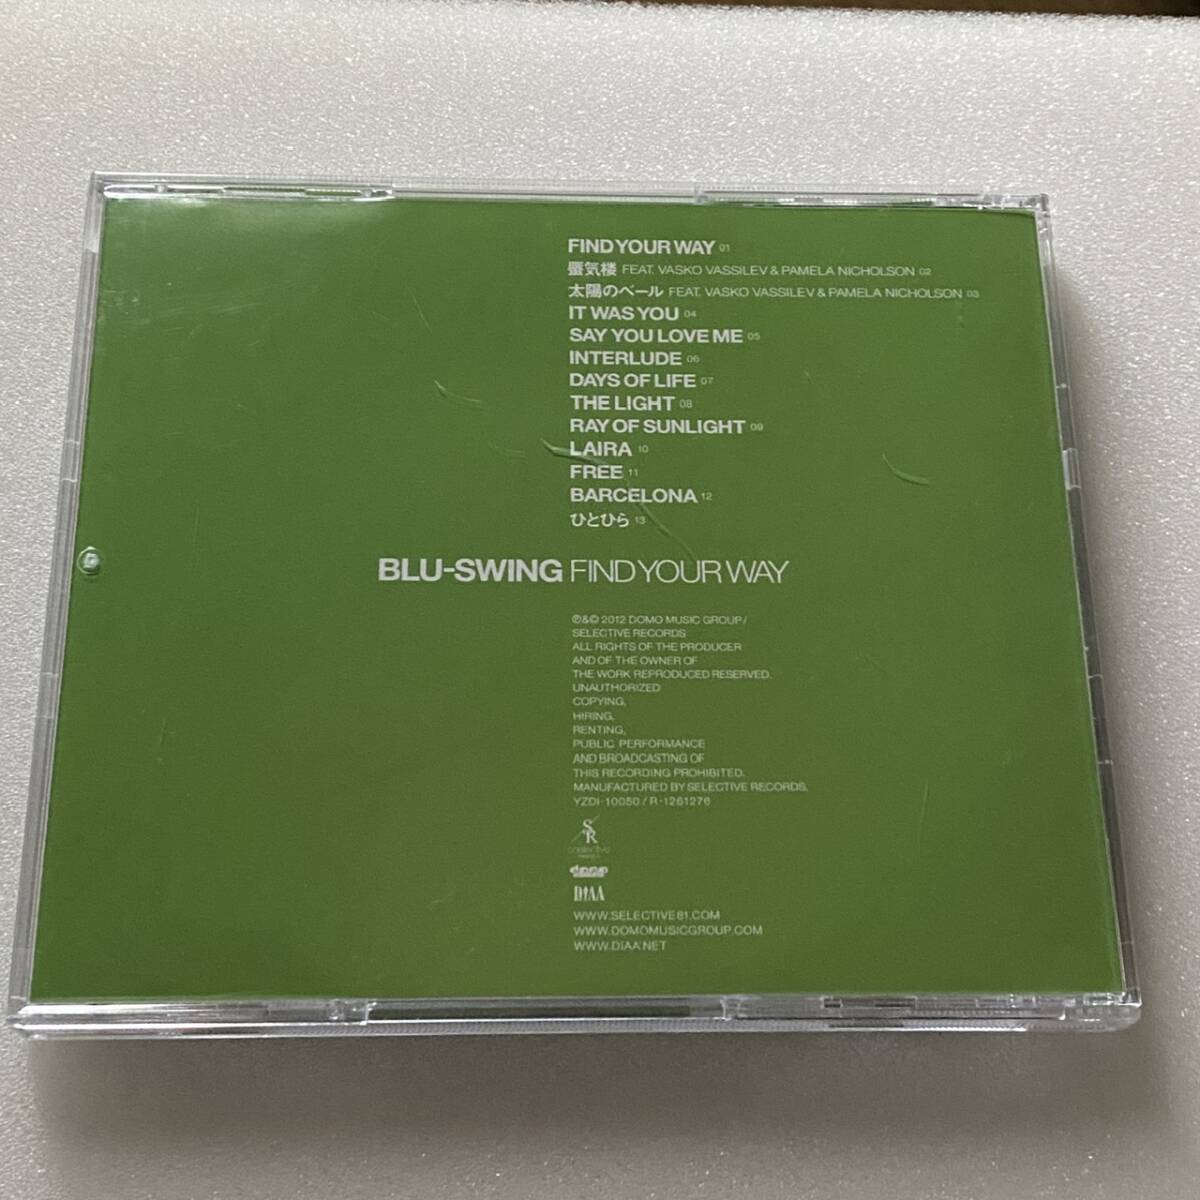 FIND YOUR WAY 01
蜃気楼 FEAT. VASKO VASSILEV & PAMELA NICHOLSON 02
太陽のベール FEAT. VASKO VASSILEV & PAMELA NICHOLSON 03
IT WAS YOU 04
SAY YOU LOVE ME 05
INTERLUDE 06
DAYS OF LIFE 07
THE LIGHT 08
RAY OF SUNLIGHT 09
LAIRA 10
FREE 11
BARCELONA 12
ひとひら 13
BLU-SWING FIND YOUR WAY
℗&© 2012 DOMO MUSIC GROUP/
SELECTIVE RECORDS
ALL RIGHTS OF THE PRODUCER
AND OF THE OWNER OF
THE WORK REPRODUCED RESERVED.
UNAUTHORIZED
COPYING,
HIRING,
RENTING,
PUBLIC PERFORMANCE
AND BROADCASTING OF
THIS RECORDING PROHIBITED.
MANUFACTURED BY SELECTIVE RECORDS.
YZDI-10050 / R-1261276
SR
DIAA
WWW.SELECTIVE81.COM
WWW.DOMOMUSICGROUP.COM
WWW.DIAA.NET